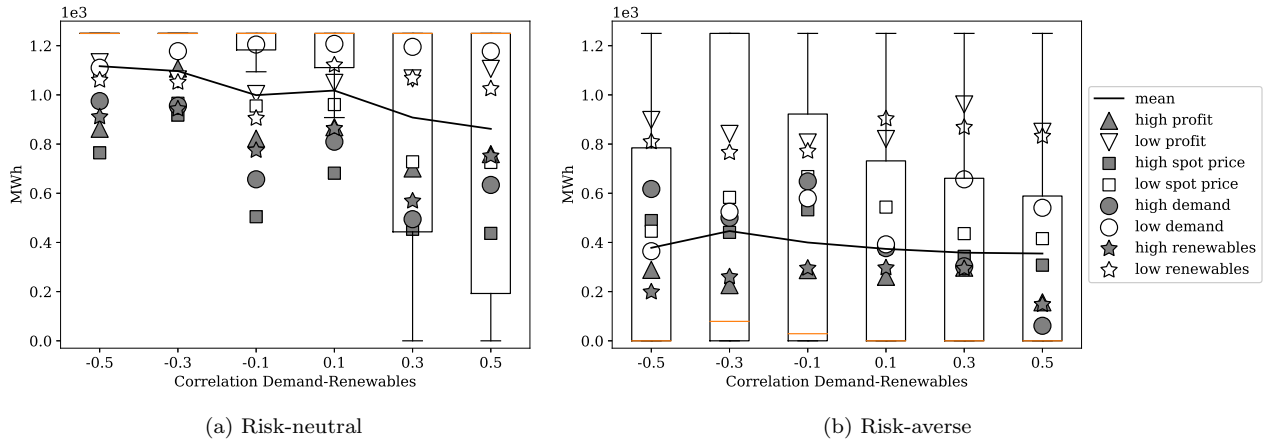 1e3
1.2
1.0
0.8
0.6
0.4
0.2
0.0
MWh
-0.5 -0.3 -0.1 0.1 0.3 0.5
Correlation Demand-Renewables
(a) Risk-neutral
1e3
1.2
1.0
0.8
0.6
0.4
0.2
0.0
MWh
-0.5 -0.3 -0.1 0.1 0.3 0.5
Correlation Demand-Renewables
(b) Risk-averse
mean
high profit
low profit
high spot price
low spot price
high demand
low demand
high renewables
low renewables